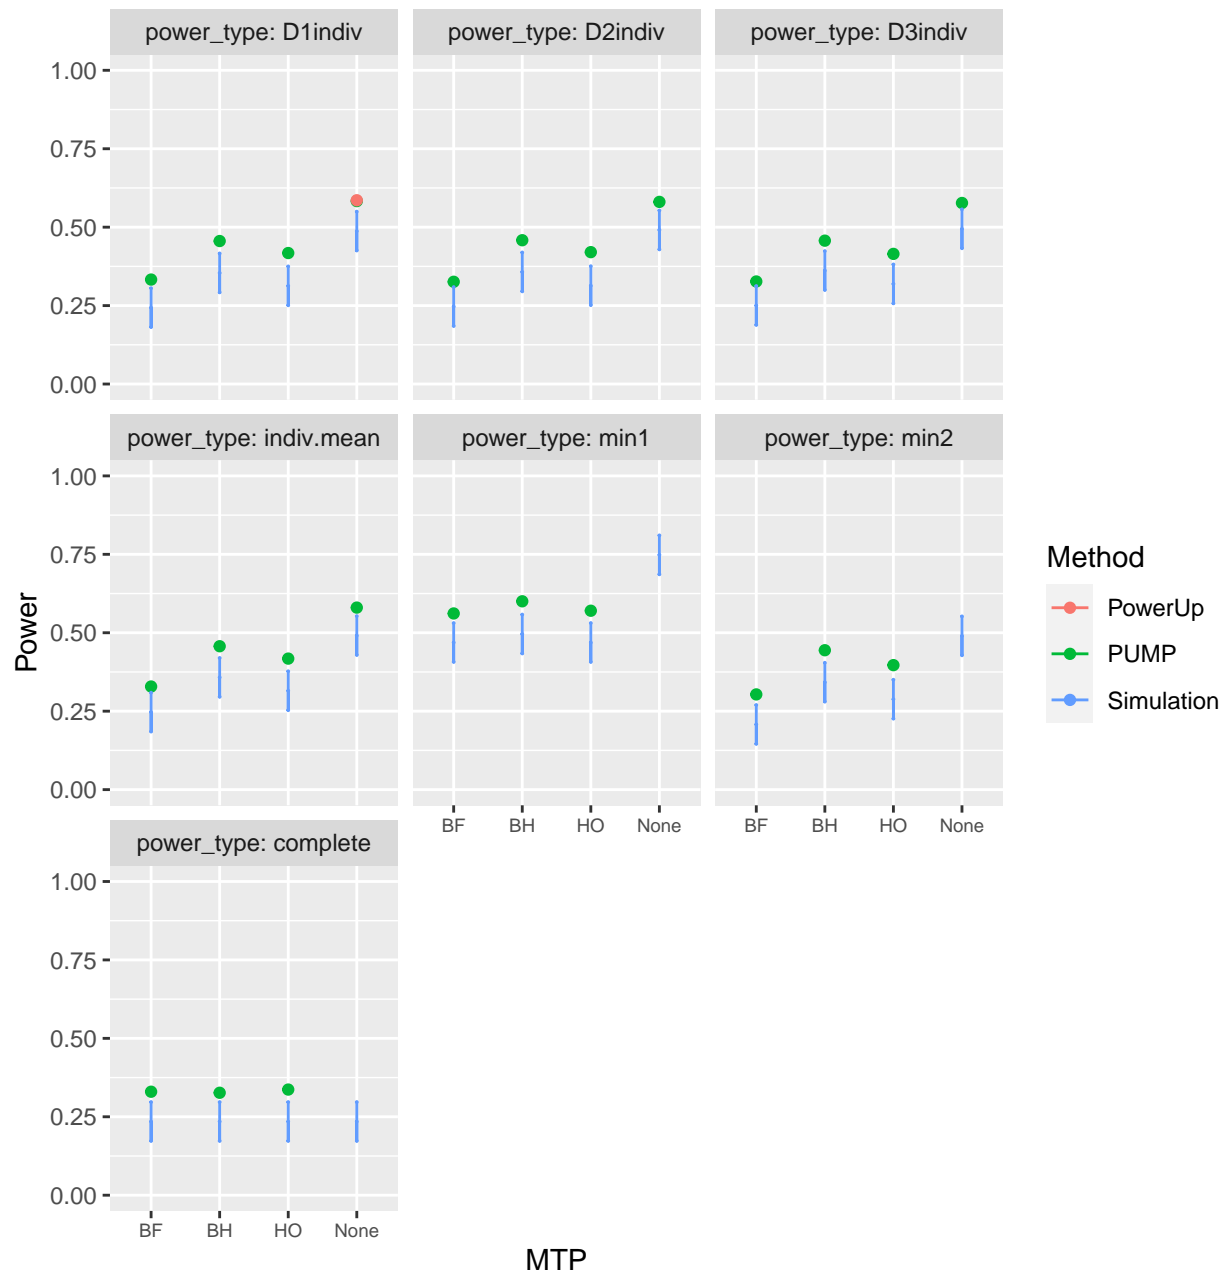 power_type: D1indiv
power_type: D2indiv
power_type: D3indiv
1.00
0.75
0.50
0.25
0.00
power_type: indiv.mean
power_type: min1
power_type: min2
1.00
0.75
0.50
0.25
0.00
BF BH HO None
BF BH HO None
power_type: complete
1.00
0.75
0.50
0.25
0.00
BF BH HO None
MTP
Power
Method
PowerUp
PUMP
Simulation